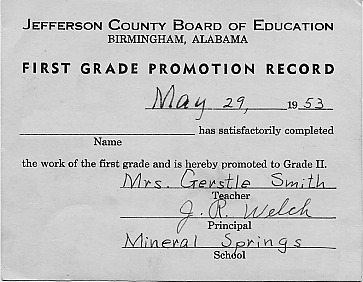 JEFFERSON COUNTY BOARD OF EDUCATION
BIRMINGHAM, ALABAMA
FIRST GRADE PROMOTION RECORD
May 29, 1953
has satisfactorily completed
Name
the work of the first grade and is hereby promoted to Grade II.
Mrs. Gerstle Smith
Teacher
J. R. Welch
Principal
Mineral Springs
School